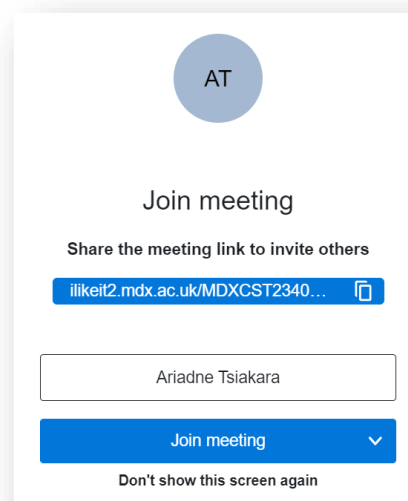 AT
Join meeting
Share the meeting link to invite others
ilikeit2.mdx.ac.uk/MDXCST2340...
Ariadne Tsiakara
Join meeting
Don't show this screen again